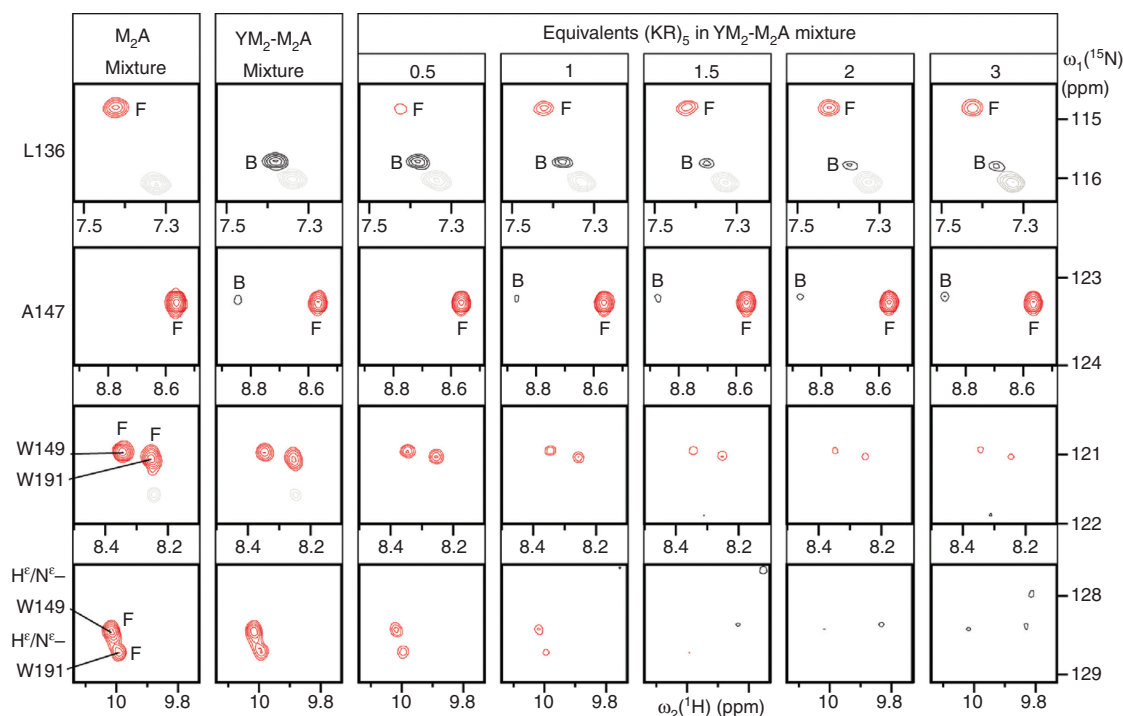 M₂A Mixture
YM₂-M₂A Mixture
Equivalents (KR)₅ in YM₂-M₂A mixture
0.5 1 1.5 2 3
ω₁(¹⁵N) (ppm)
L136
F F F F F F
B B B B B B
115
116
7.5 7.3 7.5 7.3 7.5 7.3 7.5 7.3 7.5 7.3 7.5 7.3 7.5 7.3
A147
B B B B B
F F F F F F F
123
124
8.8 8.6 8.8 8.6 8.8 8.6 8.8 8.6 8.8 8.6 8.8 8.6 8.8 8.6
F F
W149
W191
121
122
8.4 8.2 8.4 8.2 8.4 8.2 8.4 8.2 8.4 8.2 8.4 8.2 8.4 8.2
Hᵋ/Nᵋ–
W149
F
Hᵋ/Nᵋ–
W191
F
128
129
10 9.8 10 9.8 10 9.8 10 9.8 ω₂(¹H) (ppm) 10 9.8 10 9.8